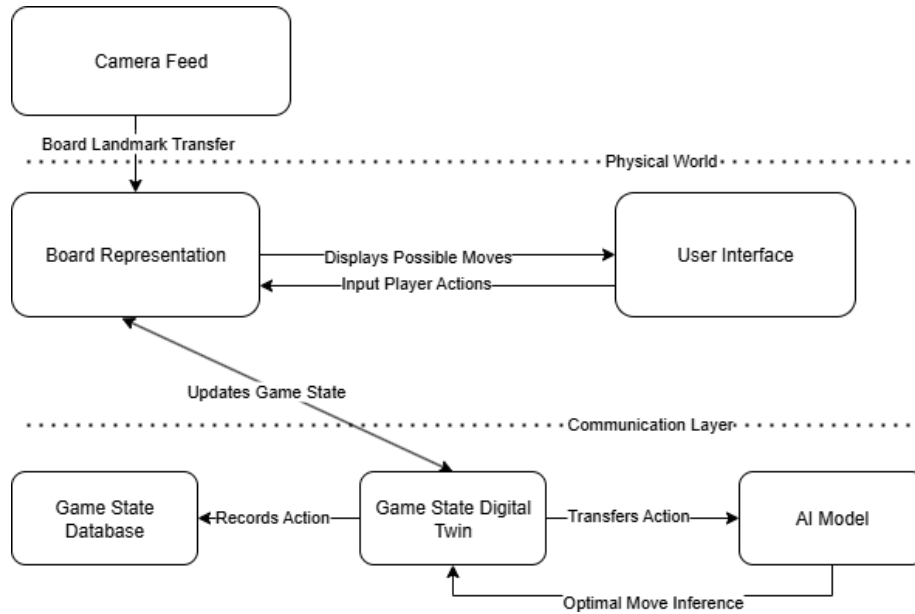 Camera Feed
Board Landmark Transfer
Physical World
Board Representation
Displays Possible Moves
Input Player Actions
User Interface
Updates Game State
Communication Layer
Game State
Database
Records Action
Game State Digital
Twin
Transfers Action
AI Model
Optimal Move Inference